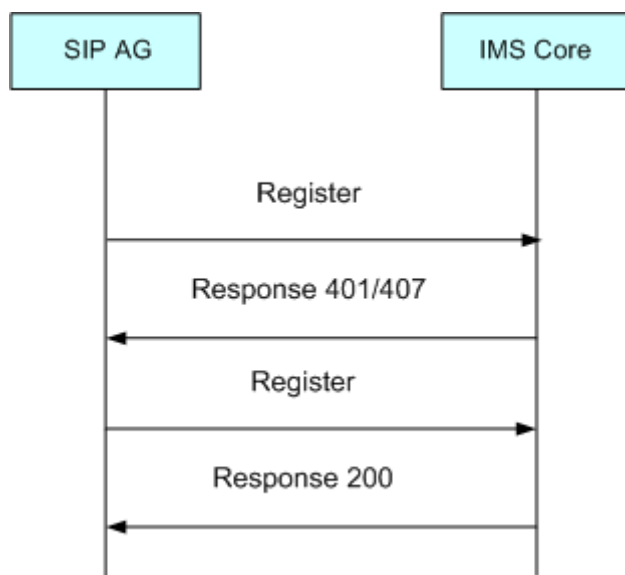 SIP AG
IMS Core
Register
Response 401/407
Register
Response 200